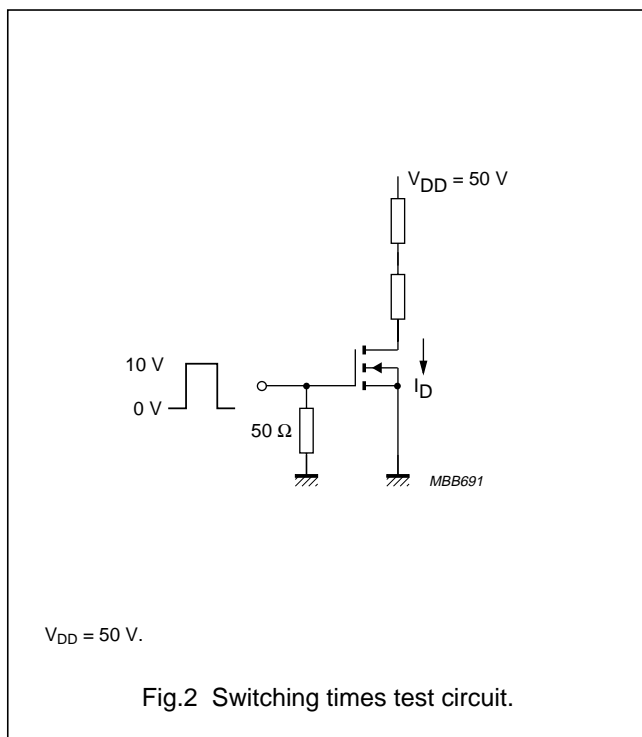 V_DD = 50 V
10 V
0 V
I_D
50 Ω
MBB691
V_DD = 50 V.
Fig.2 Switching times test circuit.